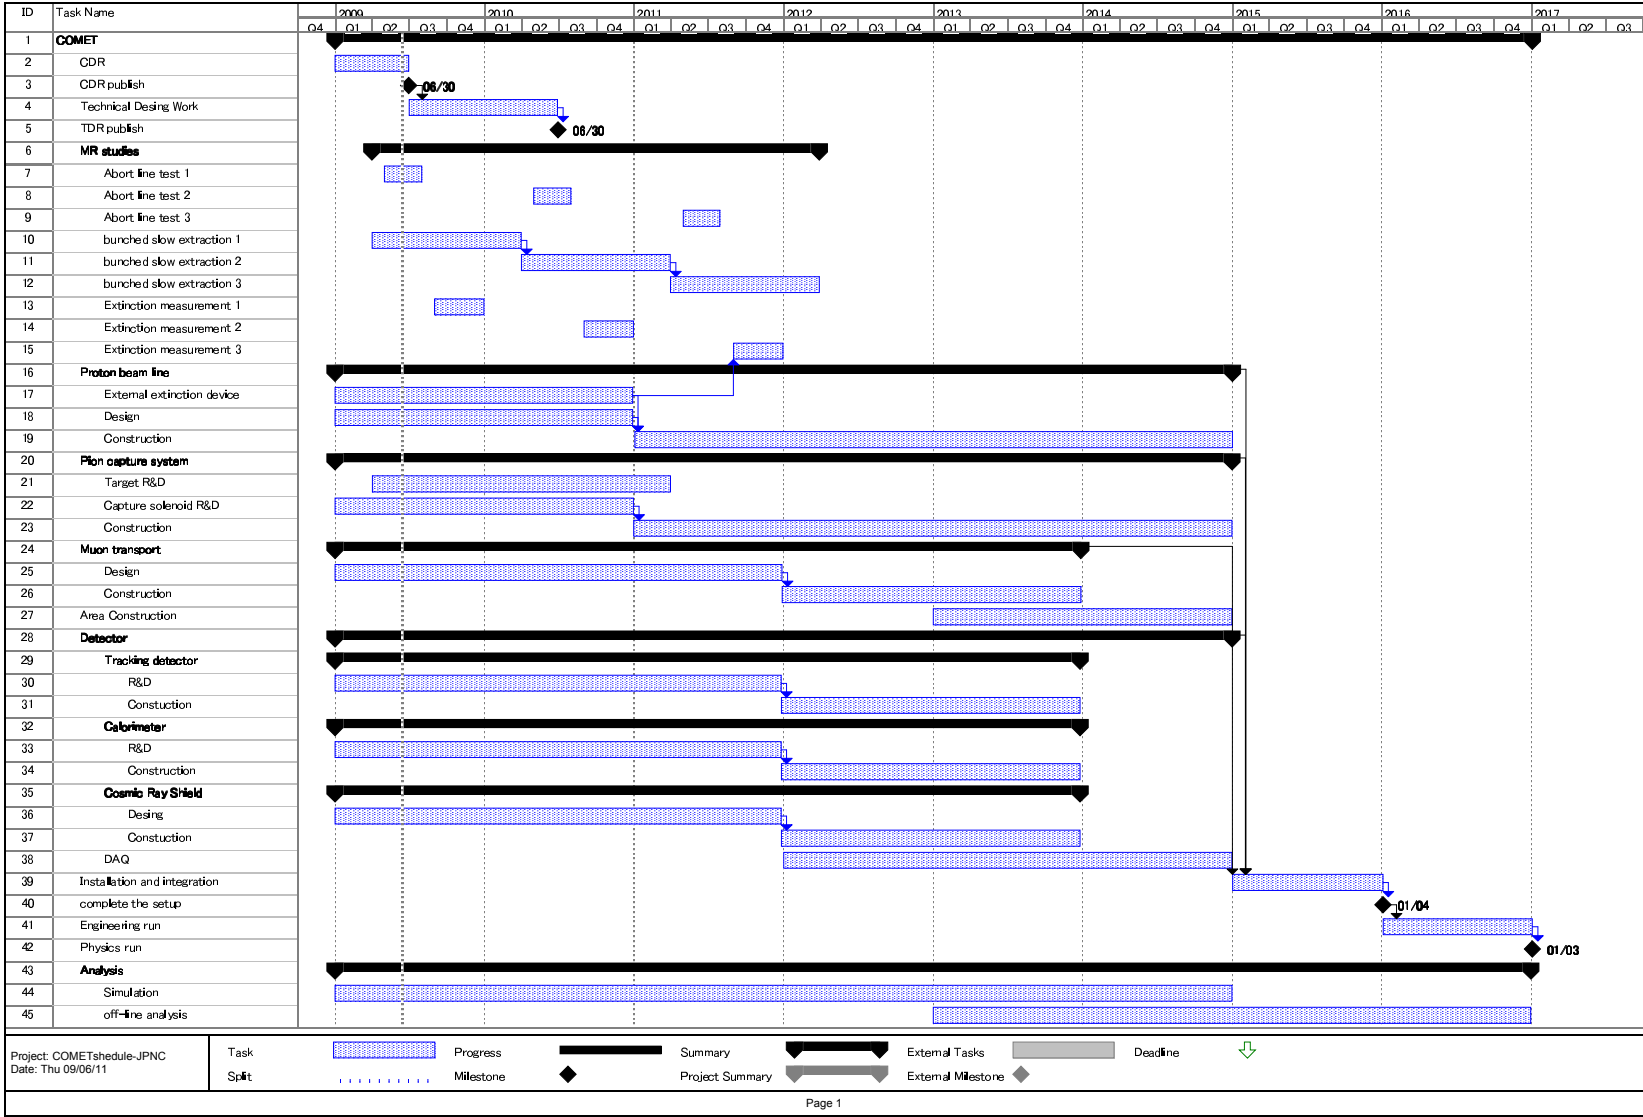 ID Task Name 2009 2010 2011 2012 2013 2014 2015 2016 2017
Q4 Q1 Q2 Q3 Q4 Q1 Q2 Q3 Q4 Q1 Q2 Q3 Q4 Q1 Q2 Q3 Q4 Q1 Q2 Q3 Q4 Q1 Q2 Q3 Q4 Q1 Q2 Q3 Q4 Q1 Q2 Q3 Q4 Q1 Q2 Q3
1 COMET
2 CDR
3 CDR publish 06/30
4 Technical Desing Work
5 TDR publish 06/30
6 MR studies
7 Abort line test 1
8 Abort line test 2
9 Abort line test 3
10 bunched slow extraction 1
11 bunched slow extraction 2
12 bunched slow extraction 3
13 Extinction measurement 1
14 Extinction measurement 2
15 Extinction measurement 3
16 Proton beam line
17 External extinction device
18 Design
19 Construction
20 Pion capture system
21 Target R&D
22 Capture solenoid R&D
23 Construction
24 Muon transport
25 Design
26 Construction
27 Area Construction
28 Detector
29 Tracking detector
30 R&D
31 Constuction
32 Calorimeter
33 R&D
34 Construction
35 Cosmic Ray Shield
36 Desing
37 Constuction
38 DAQ
39 Installation and integration
40 complete the setup 01/04
41 Engineering run
42 Physics run 01/03
43 Analysis
44 Simulation
45 off-line analysis
Project: COMETshedule-JPNC
Date: Thu 09/06/11
Task Progress Summary External Tasks Deadline
Split Milestone Project Summary External Milestone
Page 1